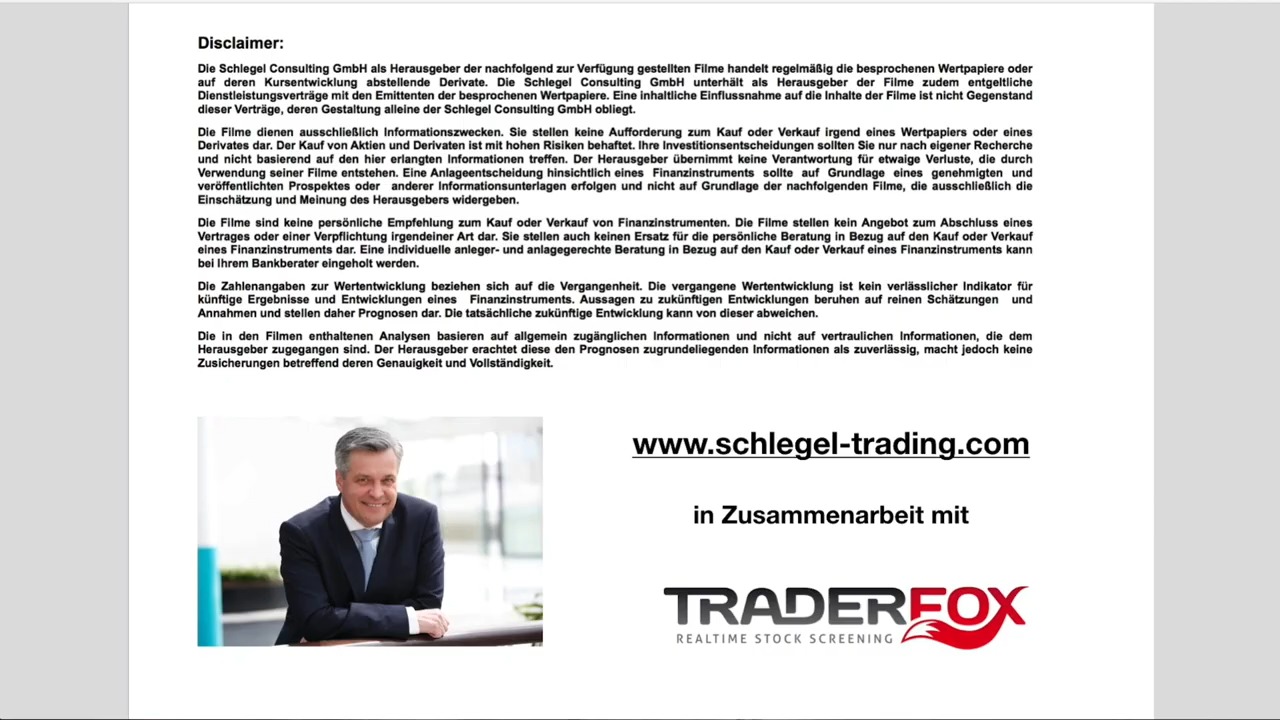 Disclaimer:
Die Schlegel Consulting GmbH als Herausgeber der nachfolgend zur Verfügung gestellten Filme handelt regelmäßig die besprochenen Wertpapiere oder
auf deren Kursentwicklung abstellende Derivate. Die Schlegel Consulting GmbH unterhält als Herausgeber der Filme zudem entgeltliche
Dienstleistungsverträge mit den Emittenten der besprochenen Wertpapiere. Eine inhaltliche Einflussnahme auf die Inhalte der Filme ist nicht Gegenstand
dieser Verträge, deren Gestaltung alleine der Schlegel Consulting GmbH obliegt.
Die Filme dienen ausschließlich Informationszwecken. Sie stellen keine Aufforderung zum Kauf oder Verkauf irgend eines Wertpapiers oder eines
Derivates dar. Der Kauf von Aktien und Derivaten ist mit hohen Risiken behaftet. Ihre Investitionsentscheidungen sollten Sie nur nach eigener Recherche
und nicht basierend auf den hier erlangten Informationen treffen. Der Herausgeber übernimmt keine Verantwortung für etwaige Verluste, die durch
Verwendung seiner Filme entstehen. Eine Anlageentscheidung hinsichtlich eines Finanzinstruments sollte auf Grundlage eines genehmigten und
veröffentlichten Prospektes oder anderer Informationsunterlagen erfolgen und nicht auf Grundlage der nachfolgenden Filme, die ausschließlich die
Einschätzung und Meinung des Herausgebers widergeben.
Die Filme sind keine persönliche Empfehlung zum Kauf oder Verkauf von Finanzinstrumenten. Die Filme stellen kein Angebot zum Abschluss eines
Vertrages oder einer Verpflichtung irgendeiner Art dar. Sie stellen auch keinen Ersatz für die persönliche Beratung in Bezug auf den Kauf oder Verkauf
eines Finanzinstruments dar. Eine individuelle anleger- und anlagegerechte Beratung in Bezug auf den Kauf oder Verkauf eines Finanzinstruments kann
bei Ihrem Bankberater eingeholt werden.
Die Zahlenangaben zur Wertentwicklung beziehen sich auf die Vergangenheit. Die vergangene Wertentwicklung ist kein verlässlicher Indikator für
künftige Ergebnisse und Entwicklungen eines Finanzinstruments. Aussagen zu zukünftigen Entwicklungen beruhen auf reinen Schätzungen und
Annahmen und stellen daher Prognosen dar. Die tatsächliche zukünftige Entwicklung kann von dieser abweichen.
Die in den Filmen enthaltenen Analysen basieren auf allgemein zugänglichen Informationen und nicht auf vertraulichen Informationen, die dem
Herausgeber zugegangen sind. Der Herausgeber erachtet diese den Prognosen zugrundeliegenden Informationen als zuverlässig, macht jedoch keine
Zusicherungen betreffend deren Genauigkeit und Vollständigkeit.
www.schlegel-trading.com
in Zusammenarbeit mit
TRADERFOX
REALTIME STOCK SCREENING